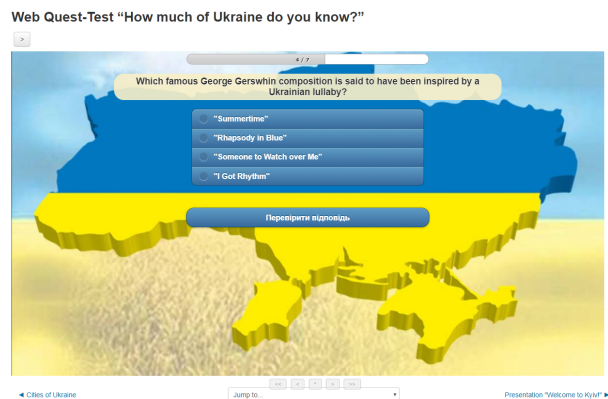 Web Quest-Test “How much of Ukraine do you know?”
>
4 / 7
Which famous George Gerswhin composition is said to have been inspired by a
Ukrainian lullaby?
"Summertime"
"Rhapsody in Blue"
"Someone to Watch over Me"
"I Got Rhythm"
Перевірити відповідь
<< < * > >>
◄ Cities of Ukraine
Jump to...
Presentation "Welcome to Kyiv!" ►